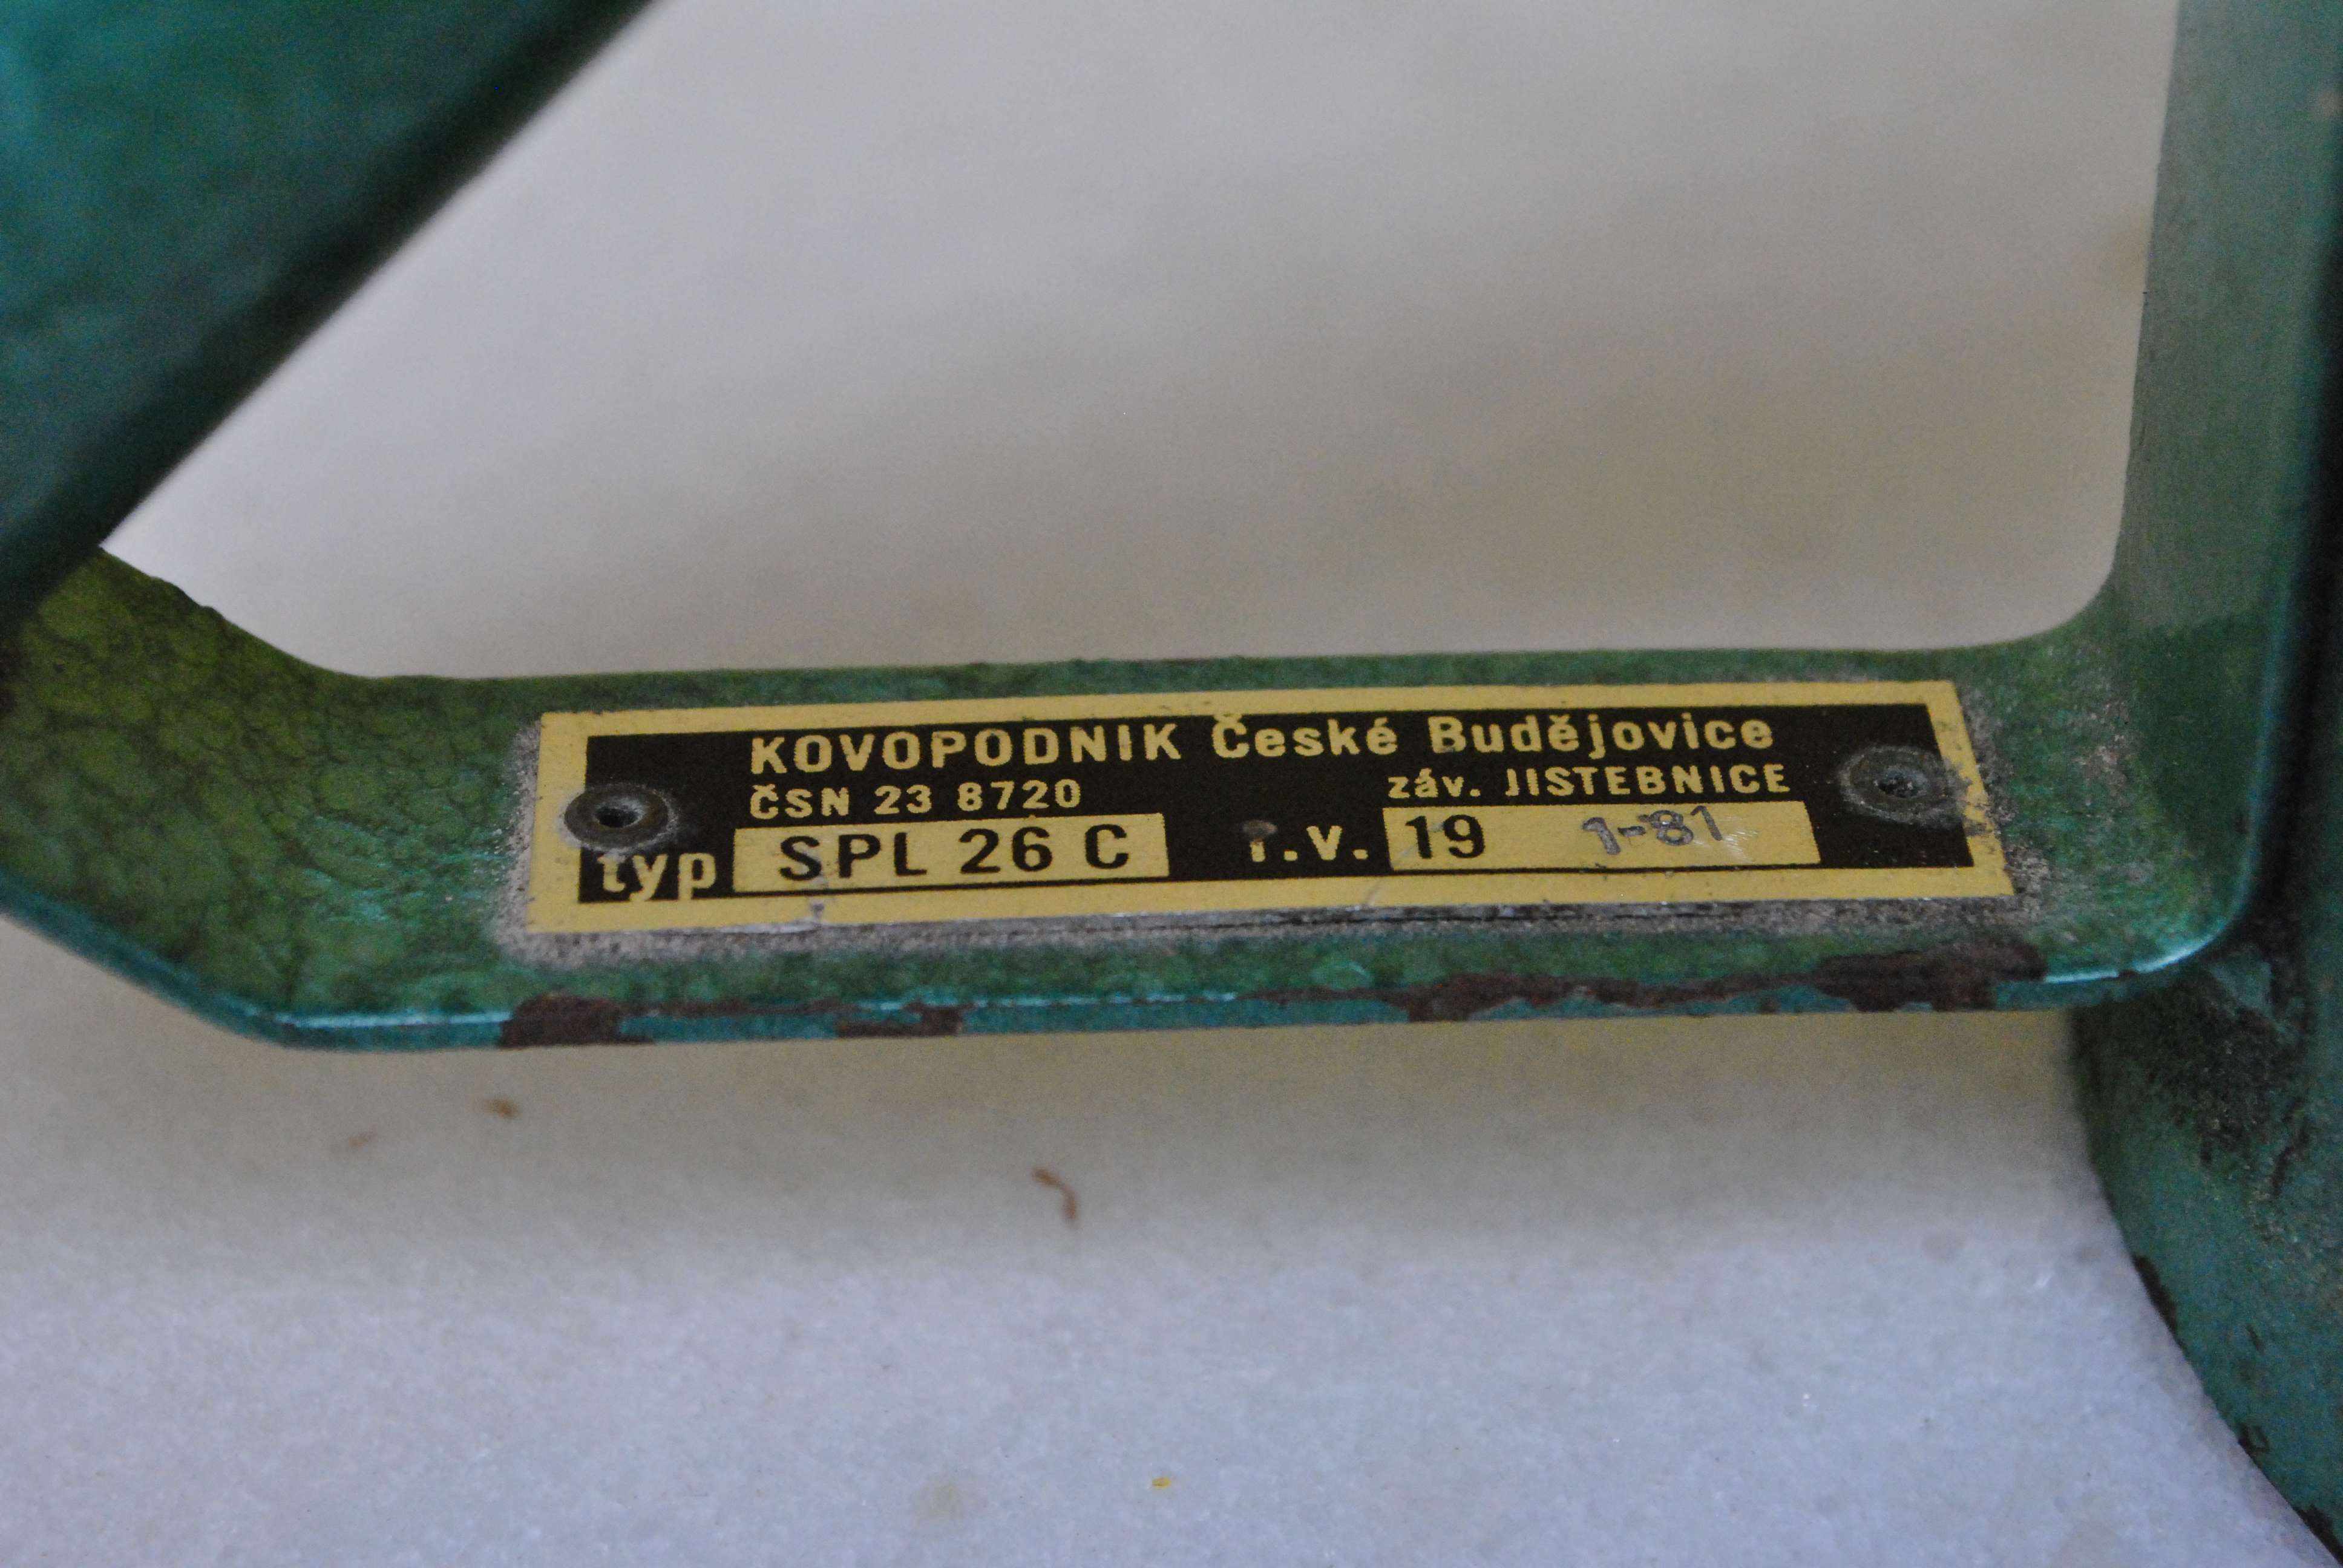 KOVOPODNIK České Budějovice
ČSN 23 8720 záv. JISTEBNICE
typ SPL 26 C r.v. 19 1-81